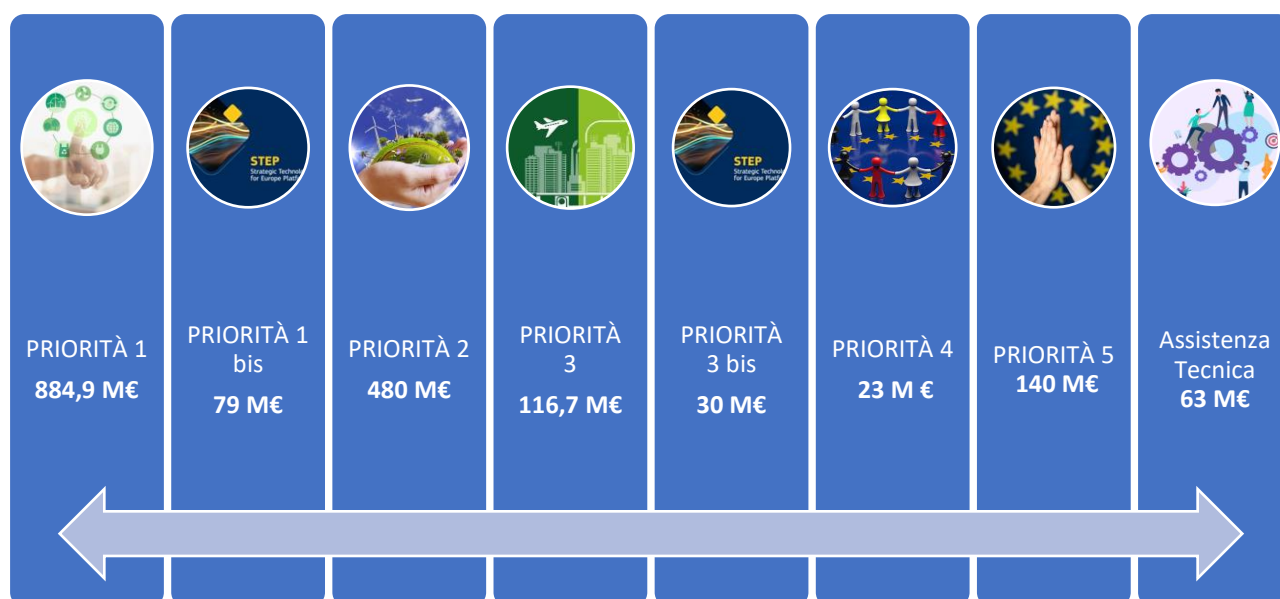 STEP
Strategic Technol
for Europe Platf
STEP
Strategic Technol
for Europe Platf
PRIORITÀ 1
884,9 M€
PRIORITÀ 1
bis
79 M€
PRIORITÀ 2
480 M€
PRIORITÀ
3
116,7 M€
PRIORITÀ
3 bis
30 M€
PRIORITÀ 4
23 M €
PRIORITÀ 5
140 M€
Assistenza
Tecnica
63 M€